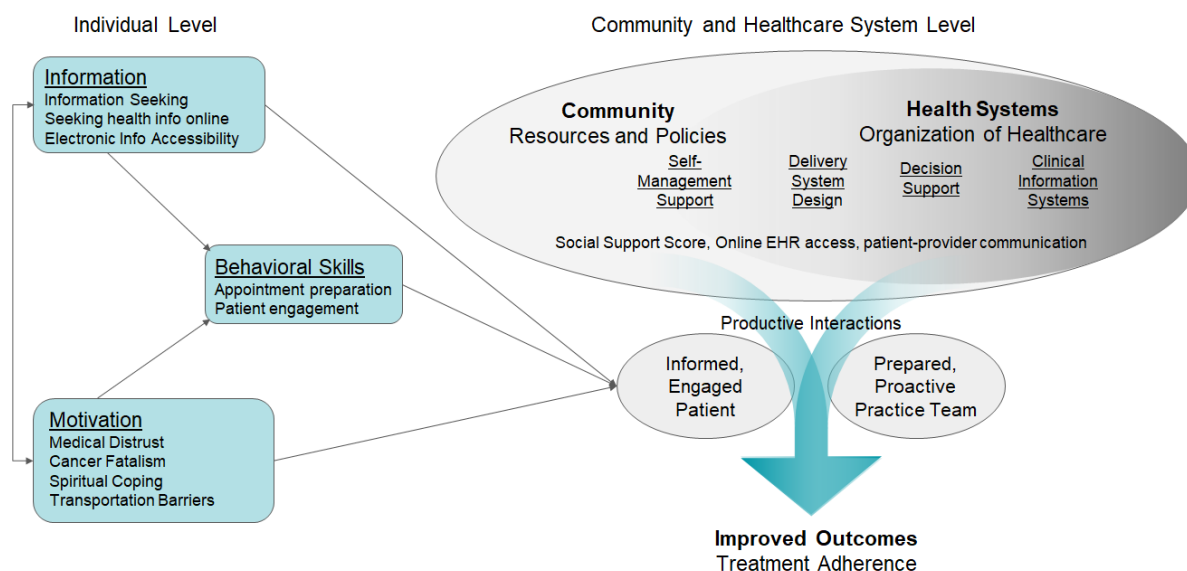 Individual Level
Community and Healthcare System Level
Information
Information Seeking
Seeking health info online
Electronic Info Accessibility
Behavioral Skills
Appointment preparation
Patient engagement
Motivation
Medical Distrust
Cancer Fatalism
Spiritual Coping
Transportation Barriers
Community
Resources and Policies
Health Systems
Organization of Healthcare
Self-
Management
Support
Delivery
System
Design
Decision
Support
Clinical
Information
Systems
Social Support Score, Online EHR access, patient-provider communication
Productive Interactions
Informed,
Engaged
Patient
Prepared,
Proactive
Practice Team
Improved Outcomes
Treatment Adherence